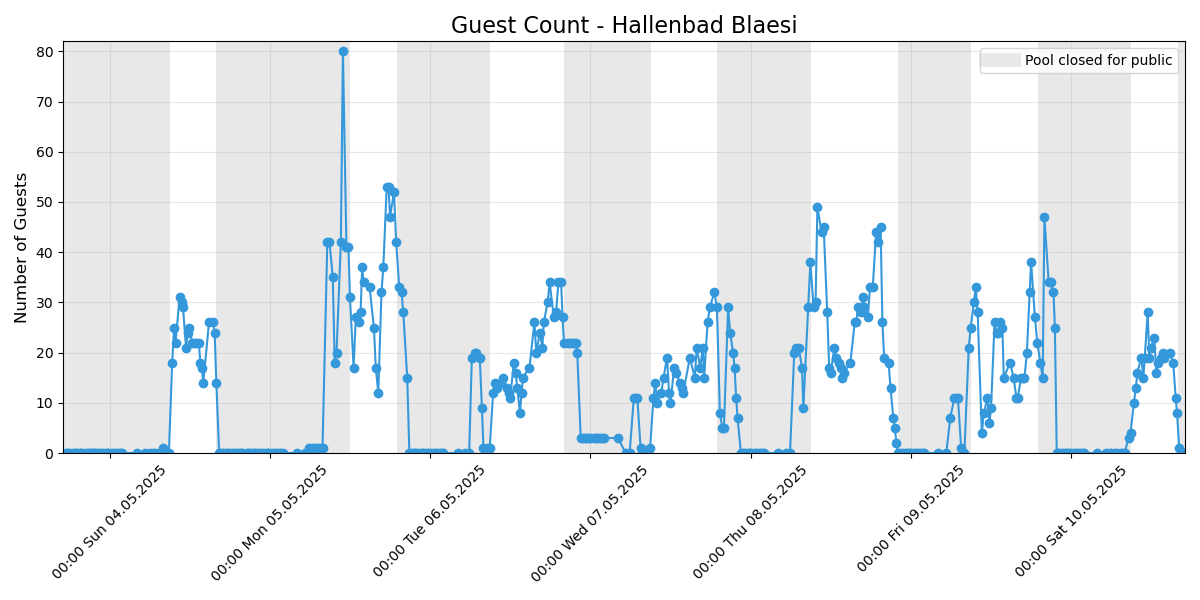 Guest Count - Hallenbad Blaesi
Pool closed for public
Number of Guests
80
70
60
50
40
30
20
10
0
00:00 Sun 04.05.2025
00:00 Mon 05.05.2025
00:00 Tue 06.05.2025
00:00 Wed 07.05.2025
00:00 Thu 08.05.2025
00:00 Fri 09.05.2025
00:00 Sat 10.05.2025